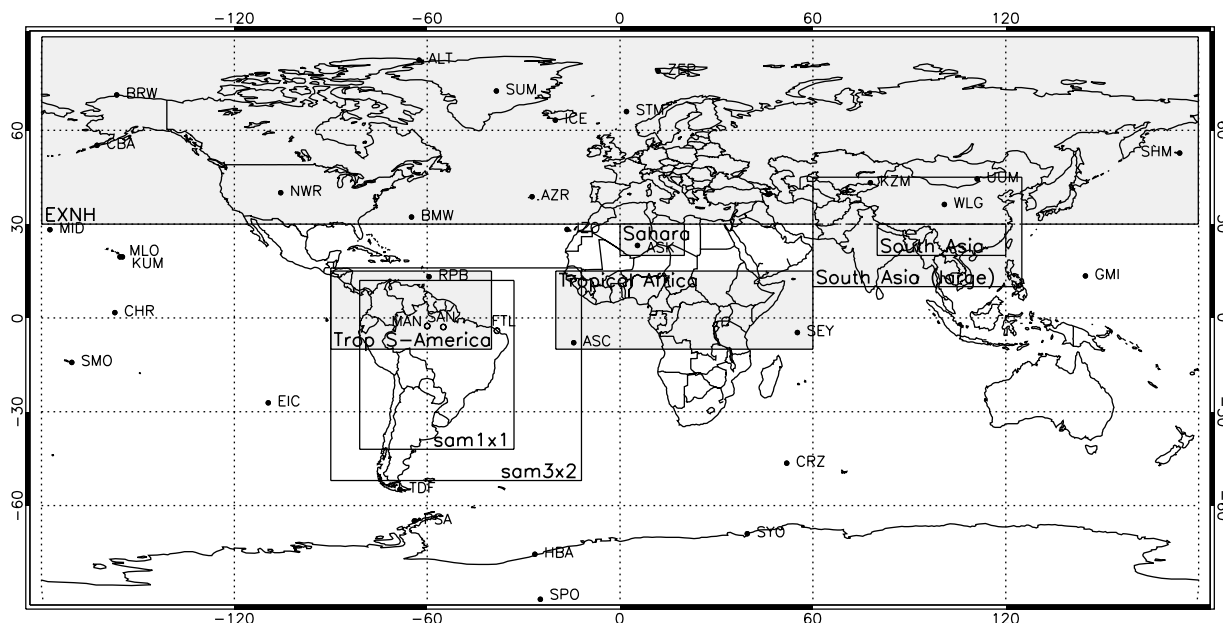 −120 −60 0 60 120
ALT
ZEP
BRW
SUM
STM
ICE
60
CBA
SHM
KZM
UUM
NWR
AZR
WLG
BMW
EXNH
30
MID
IZO
Sahara
ASK
South Asia
MLO
KUM
RPB
Tropical Africa
South Asia (large)
GMI
CHR
0
MAN
SAN
FTL
Trop S−America
ASC
SEY
SMO
−30
EIC
sam1x1
sam3x2
CRZ
TDF
−60
PSA
SYO
HBA
SPO
−120 −60 0 60 120